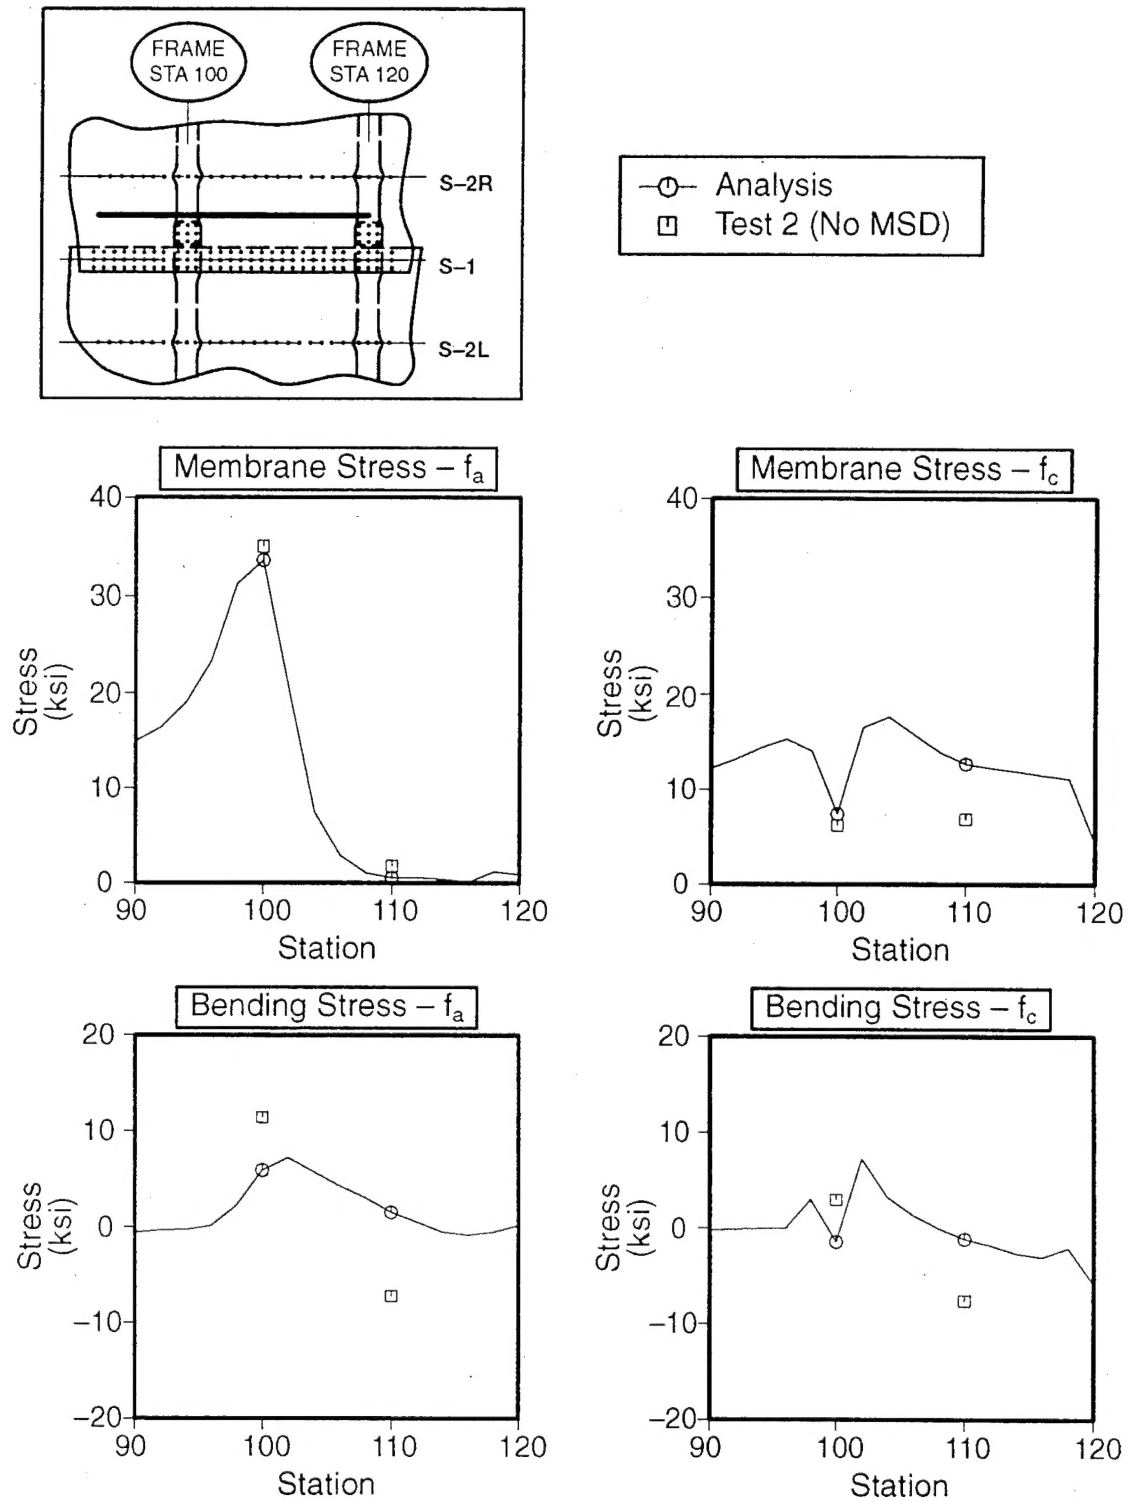 FRAME
STA 100
FRAME
STA 120
S-2R
S-1
S-2L
Analysis
Test 2 (No MSD)
Membrane Stress – fa
40
30
20
10
0
Stress
(ksi)
90 100 110 120
Station
Membrane Stress – fc
40
30
20
10
0
Stress
(ksi)
90 100 110 120
Station
Bending Stress – fa
20
10
0
−10
−20
Stress
(ksi)
90 100 110 120
Station
Bending Stress – fc
20
10
0
−10
−20
Stress
(ksi)
90 100 110 120
Station